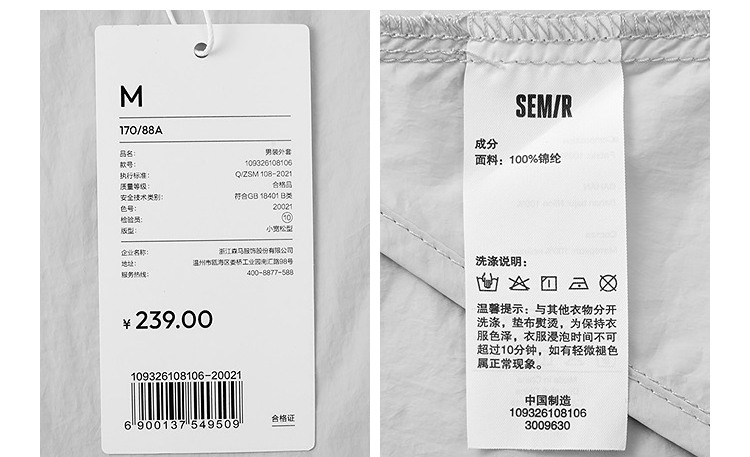 M
170/88A
品名: 男装外套
款号: 109326108106
执行标准: Q/ZSM 108-2021
质量等级: 合格品
安全技术类别: 符合GB 18401 B类
色号: 20021
检验员: 10
版型: 小宽松型
企业名称: 浙江森马服饰股份有限公司
地址: 温州市瓯海区娄桥工业园南汇路98号
服务热线: 400-8877-588
¥ 239.00
109326108106-20021
6 900137 549509
合格证
SEMIR
成分
面料: 100%锦纶
洗涤说明:
温馨提示: 与其他衣物分开
洗涤, 垫布熨烫, 为保持衣
服色泽, 衣服浸泡时间不可
超过10分钟, 如有轻微褪色
属正常现象。
中国制造
109326108106
3009630